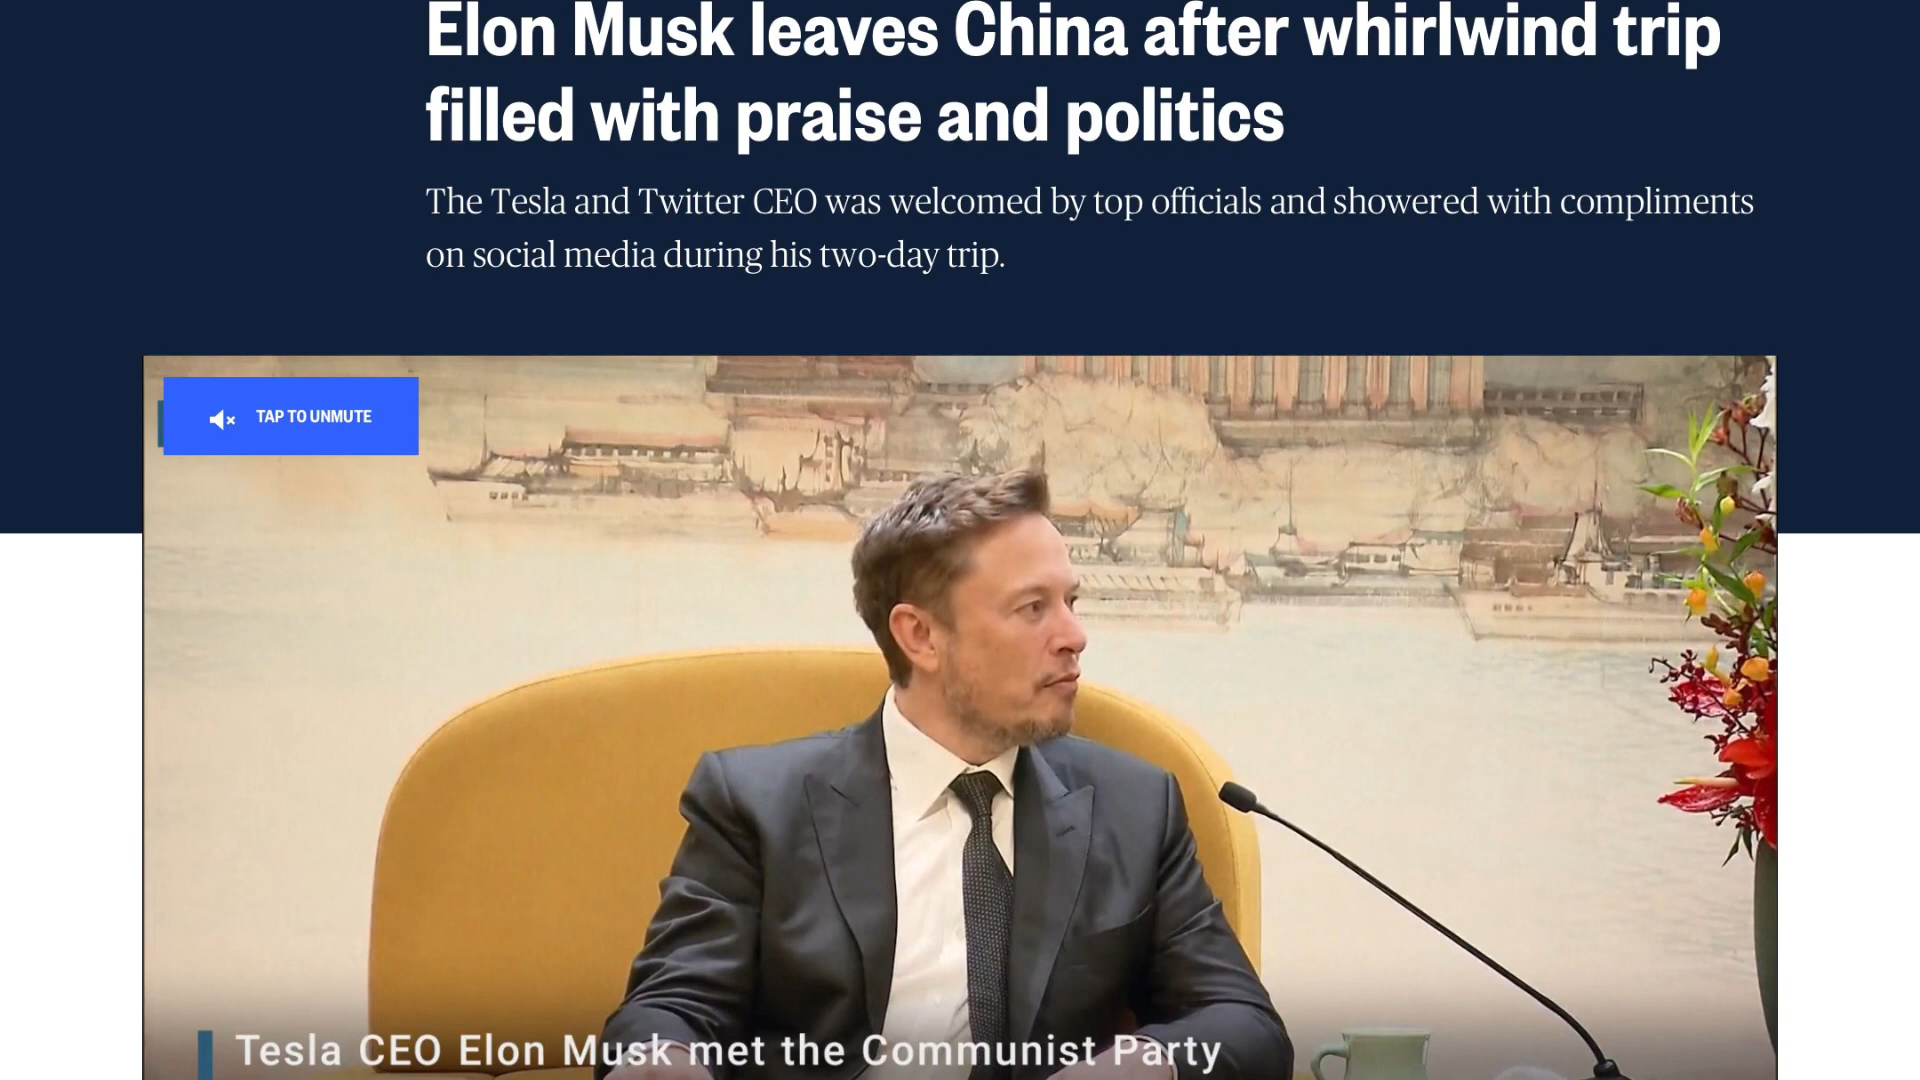 Elon Musk leaves China after whirlwind trip
filled with praise and politics
The Tesla and Twitter CEO was welcomed by top officials and showered with compliments
on social media during his two-day trip.
TAP TO UNMUTE
Tesla CEO Elon Musk met the Communist Party